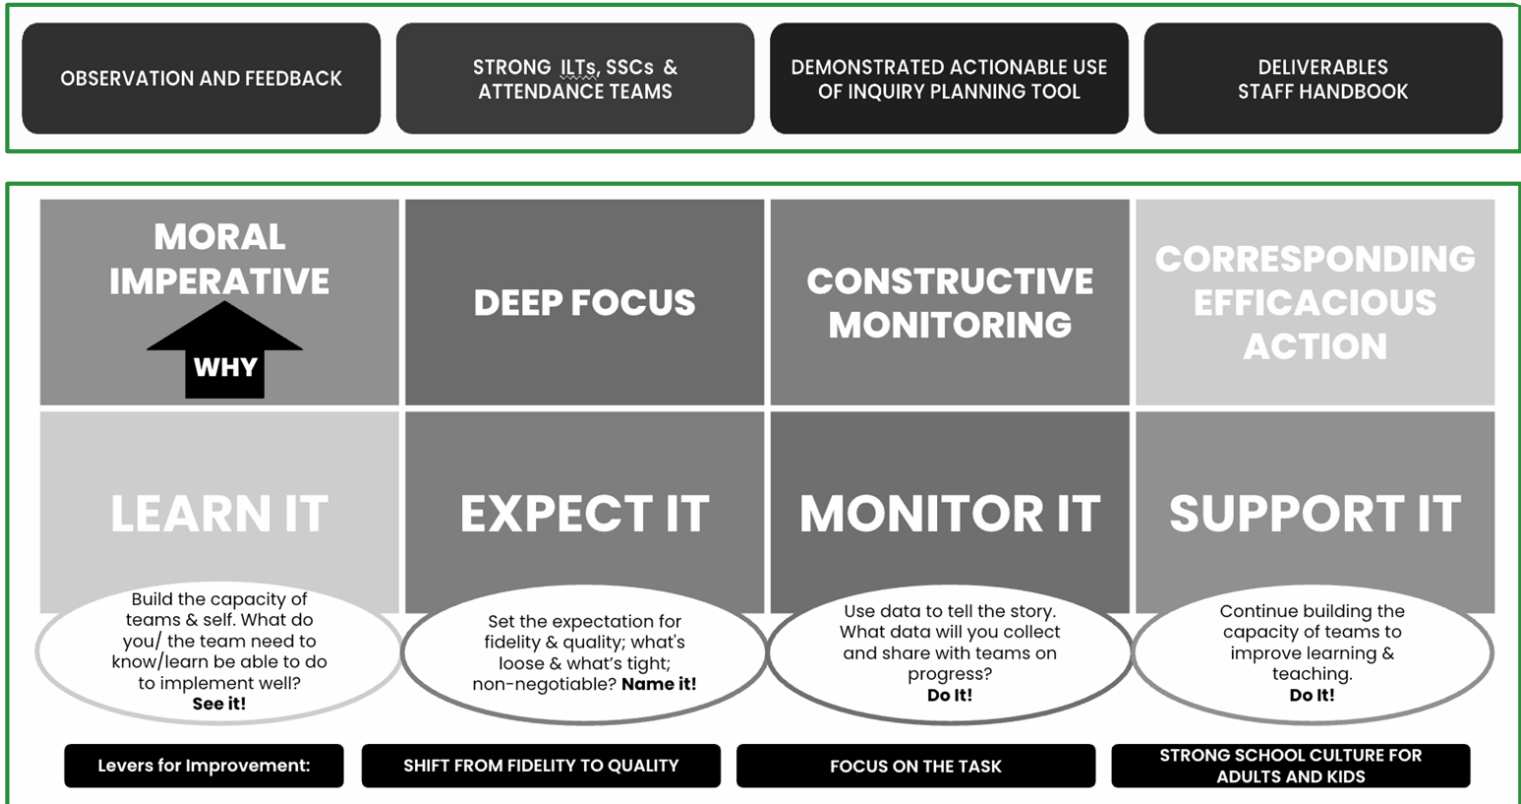 OBSERVATION AND FEEDBACK
STRONG ILTs, SSCs &
ATTENDANCE TEAMS
DEMONSTRATED ACTIONABLE USE
OF INQUIRY PLANNING TOOL
DELIVERABLES
STAFF HANDBOOK
MORAL
IMPERATIVE
WHY
DEEP FOCUS
CONSTRUCTIVE
MONITORING
CORRESPONDING
EFFICACIOUS
ACTION
LEARN IT
EXPECT IT
MONITOR IT
SUPPORT IT
Build the capacity of
teams & self. What do
you/ the team need to
know/learn be able to do
to implement well?
See it!
Set the expectation for
fidelity & quality; what's
loose & what's tight;
non-negotiable? Name it!
Use data to tell the story.
What data will you collect
and share with teams on
progress?
Do It!
Continue building the
capacity of teams to
improve learning &
teaching.
Do It!
Levers for Improvement:
SHIFT FROM FIDELITY TO QUALITY
FOCUS ON THE TASK
STRONG SCHOOL CULTURE FOR
ADULTS AND KIDS